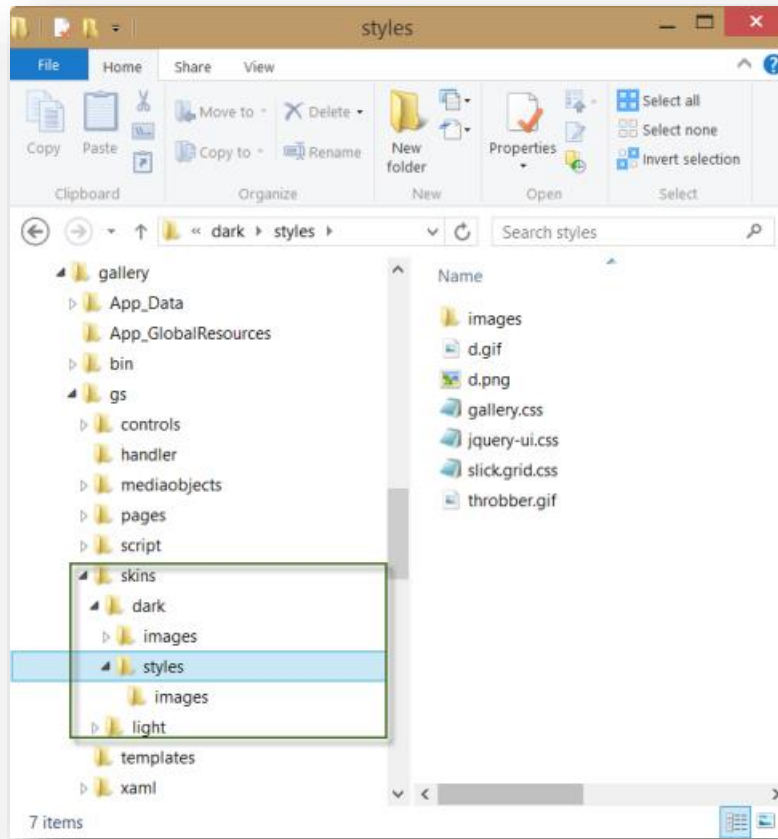 styles
File Home Share View
Copy Paste Move to Copy to Delete Rename New folder Properties Select all Select none Invert selection
Clipboard Organize New Open Select
« dark styles Search styles
gallery
App_Data
App_GlobalResources
bin
gs
controls
handler
mediaobjects
pages
script
skins
dark
images
styles
images
light
templates
xaml
Name
images
d.gif
d.png
gallery.css
jquery-ui.css
slick.grid.css
throbber.gif
7 items